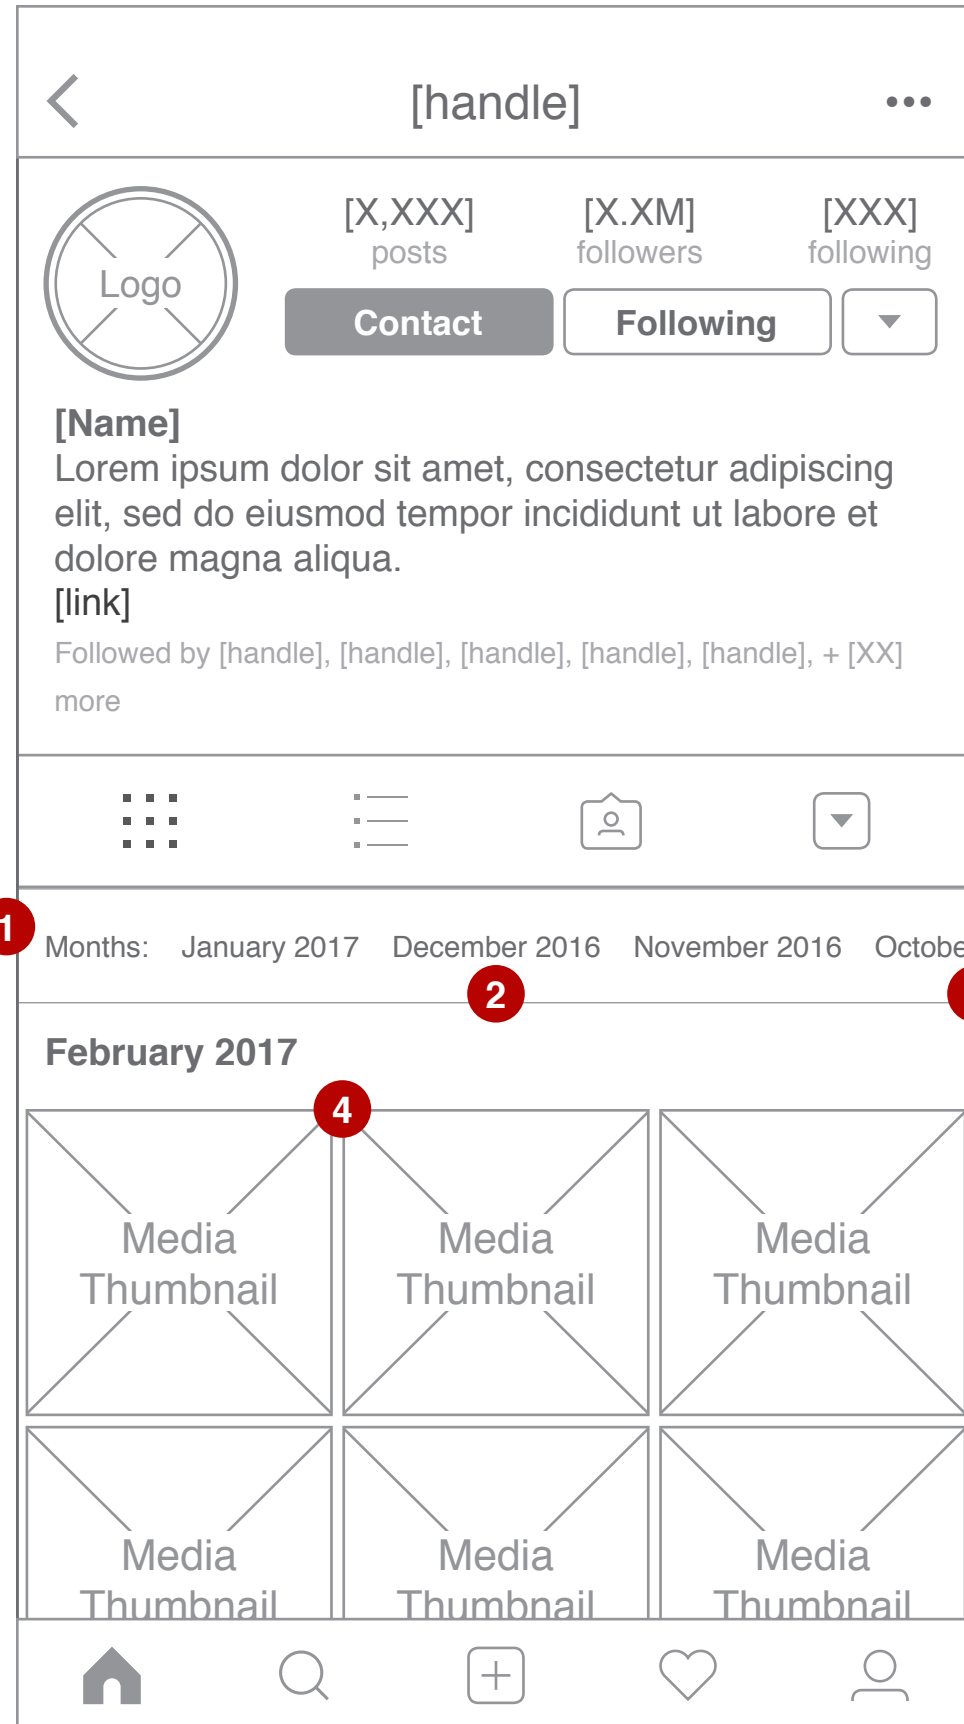 [handle]
[X,XXX] [X.XM] [XXX]
posts followers following
Logo
Contact Following
[Name]
Lorem ipsum dolor sit amet, consectetur adipiscing
elit, sed do eiusmod tempor incididunt ut labore et
dolore magna aliqua.
[link]
Followed by [handle], [handle], [handle], [handle], [handle], + [XX]
more
1
Months: January 2017 December 2016 November 2016 Octobe
2
February 2017
4
Media Media Media
Thumbnail Thumbnail Thumbnail
Media Media Media
Thumbnail Thumbnail Thumbnail